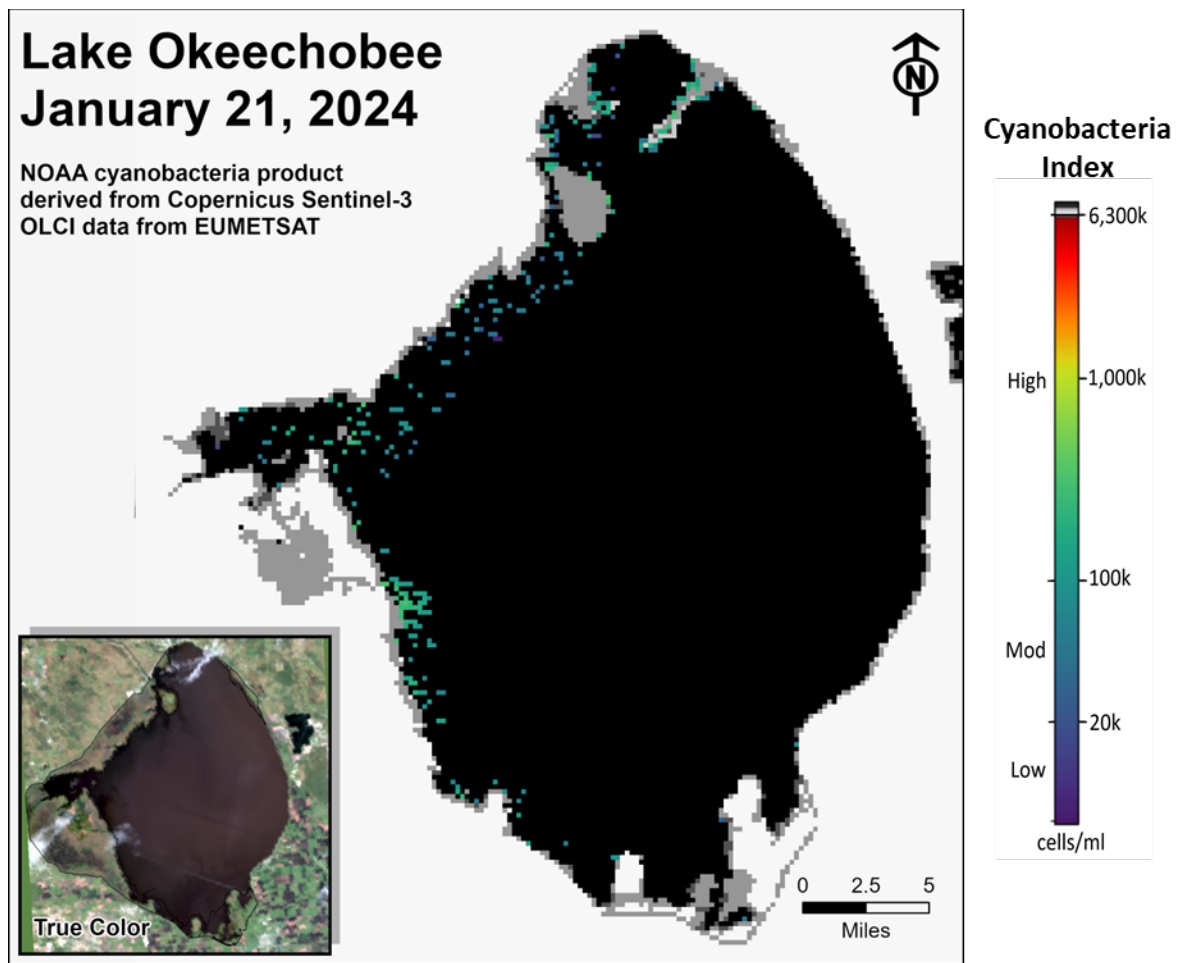 Lake Okeechobee
January 21, 2024
NOAA cyanobacteria product
derived from Copernicus Sentinel-3
OLCI data from EUMETSAT
N
Cyanobacteria
Index
6,300k
High
1,000k
100k
Mod
20k
Low
cells/ml
0 2.5 5
Miles
True Color